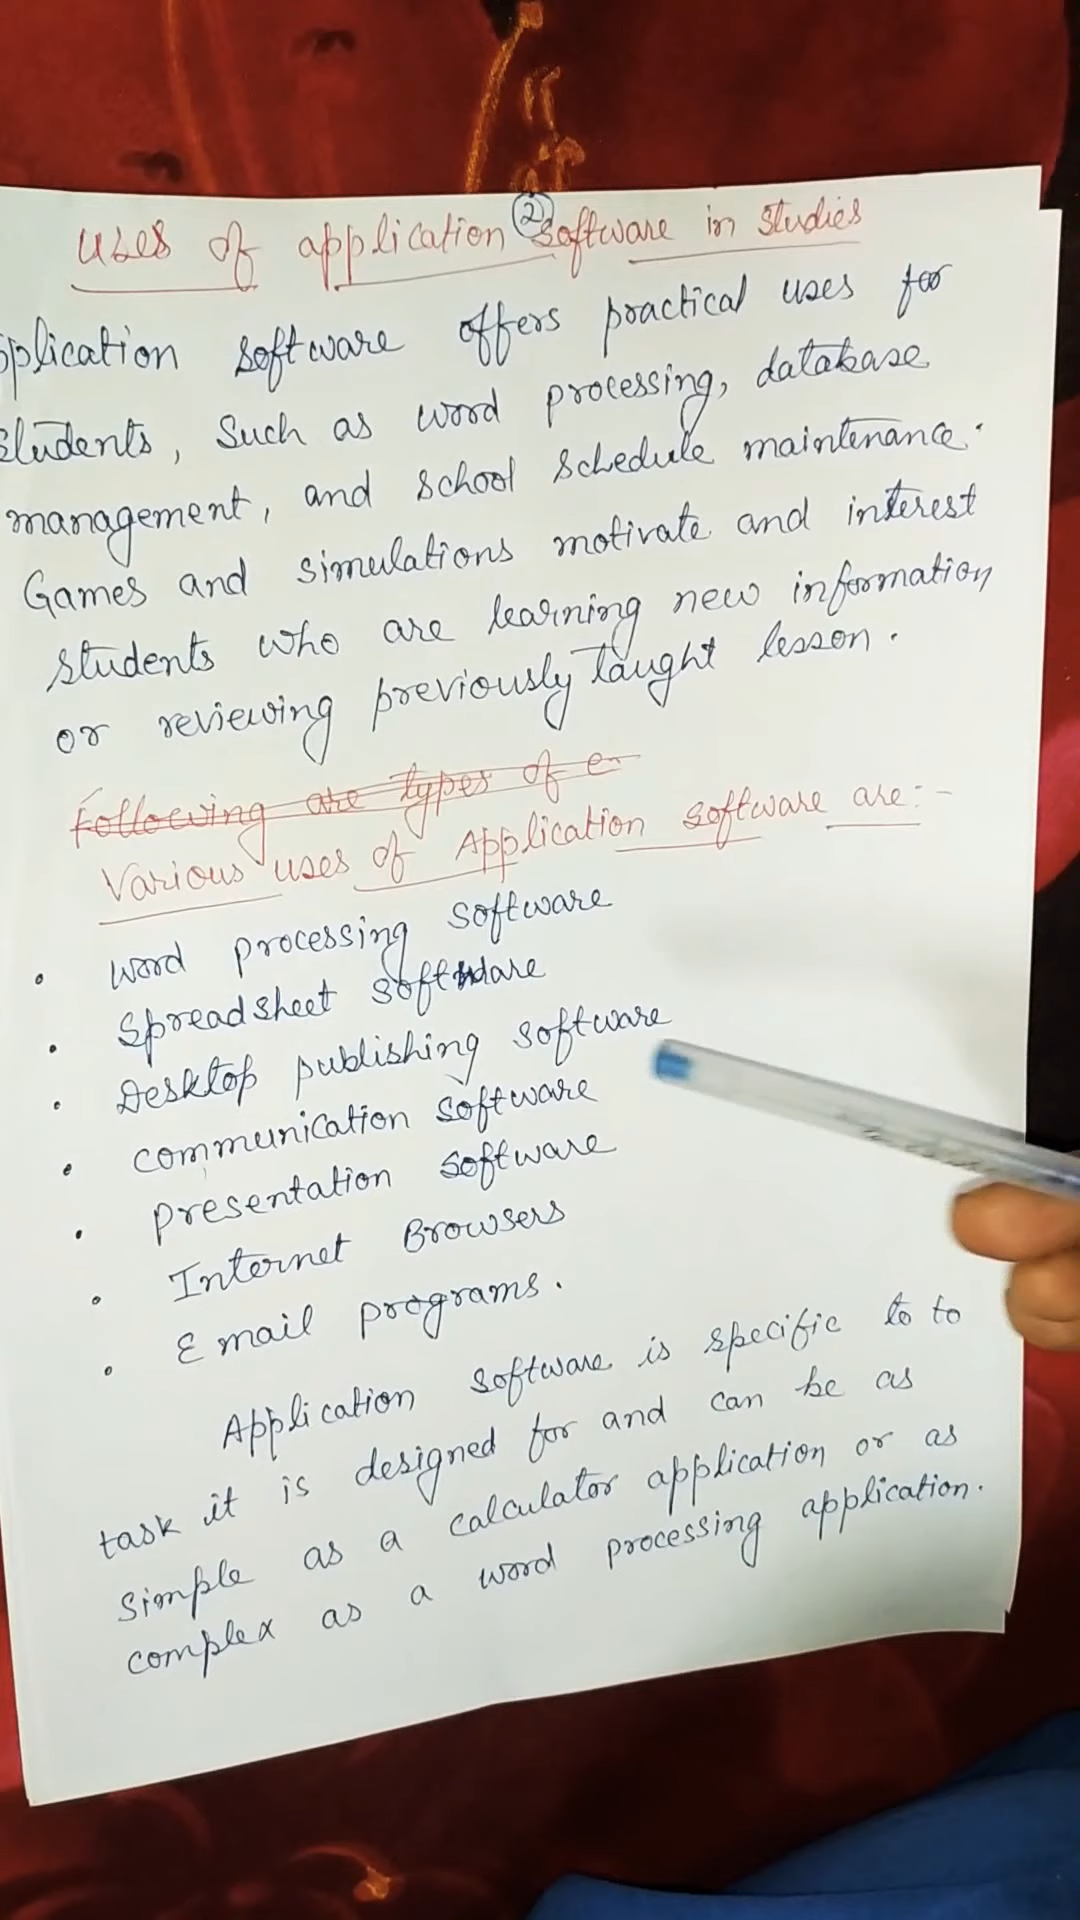 2
Uses of application software in studies
pplication software offers practical uses for
students, Such as word processing, database
management, and school schedule maintenance.
Games and simulations motivate and interest
students who are learning new information
or reviewing previously taught lesson.
Following are types of e
Various uses of Application software are:-
• word processing software
• Spreadsheet software
• Desktop publishing software
• communication software
• presentation software
• Internet Browsers
• E mail programs.
Application software is specific to to
task it is designed for and can be as
simple as a calculator application or as
complex as a word processing application.